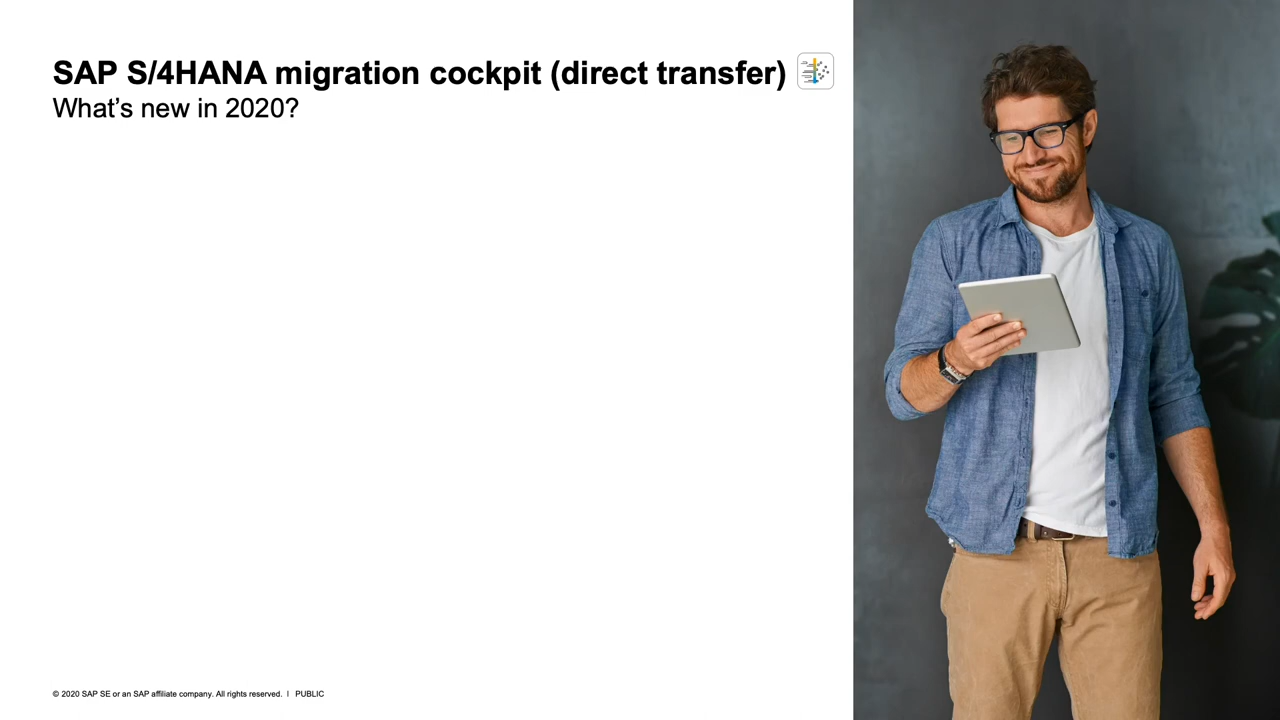 SAP S/4HANA migration cockpit (direct transfer)
What's new in 2020?
© 2020 SAP SE or an SAP affiliate company. All rights reserved. | PUBLIC